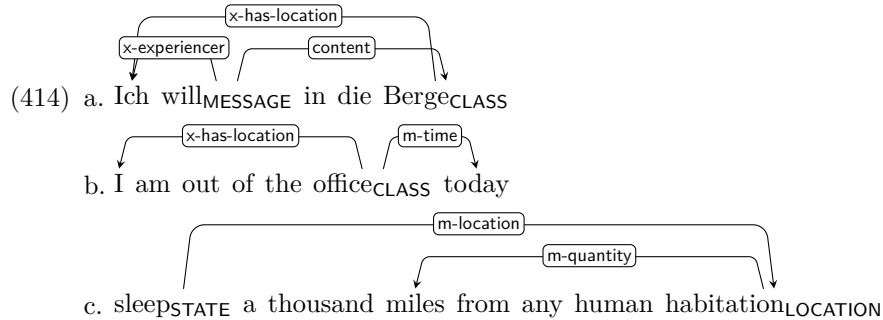 x-has-location
x-experiencer content
(414) a. Ich will MESSAGE in die Berge CLASS
x-has-location m-time
b. I am out of the office CLASS today
m-location
m-quantity
c. sleep STATE a thousand miles from any human habitation LOCATION